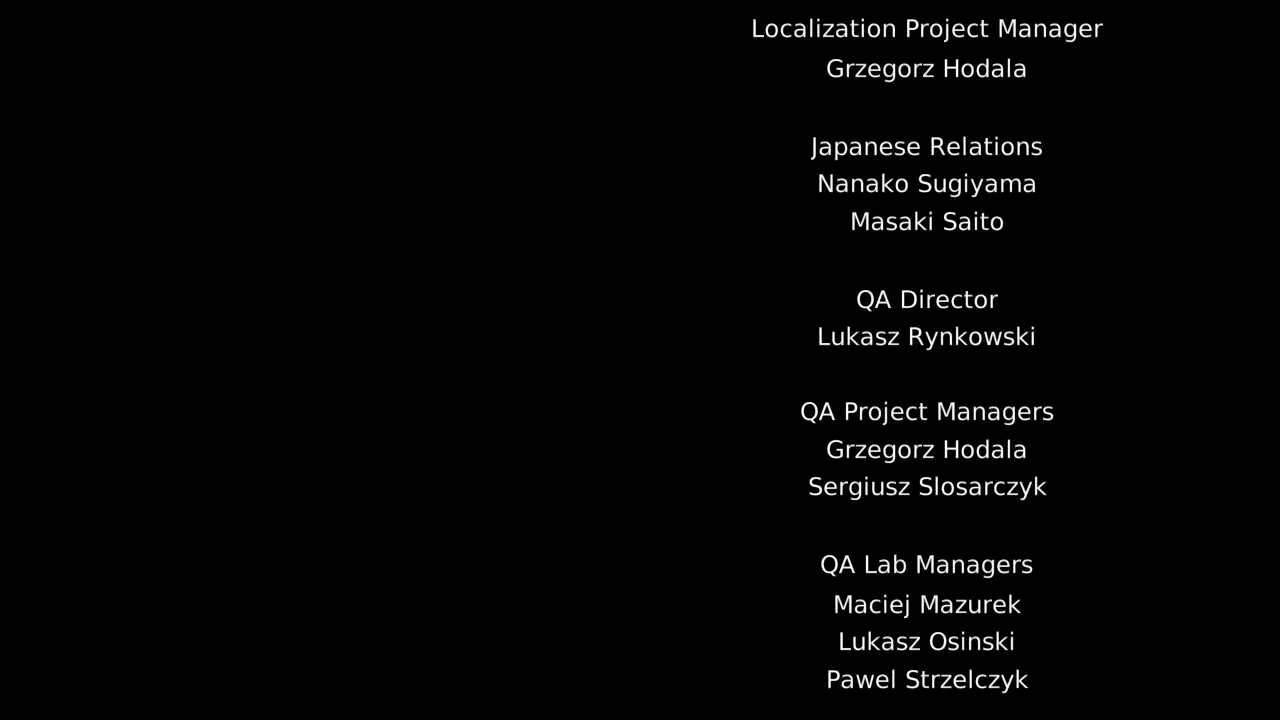 Localization Project Manager
Grzegorz Hodala
Japanese Relations
Nanako Sugiyama
Masaki Saito
QA Director
Lukasz Rynkowski
QA Project Managers
Grzegorz Hodala
Sergiusz Slosarczyk
QA Lab Managers
Maciej Mazurek
Lukasz Osinski
Pawel Strzelczyk